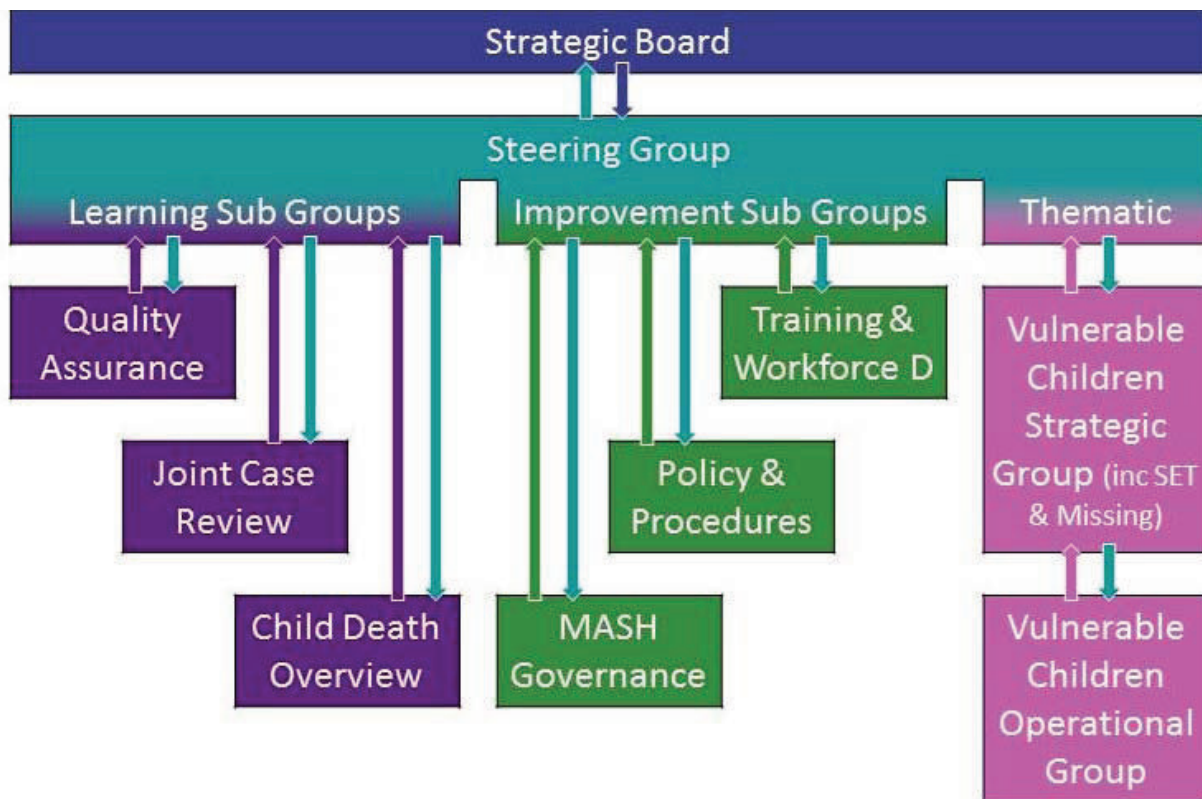 Strategic Board
Steering Group
Learning Sub Groups
Improvement Sub Groups
Thematic
Quality
Assurance
Training &
Workforce D
Vulnerable
Children
Strategic
Group (inc SET
& Missing)
Joint Case
Review
Policy &
Procedures
Child Death
Overview
MASH
Governance
Vulnerable
Children
Operational
Group